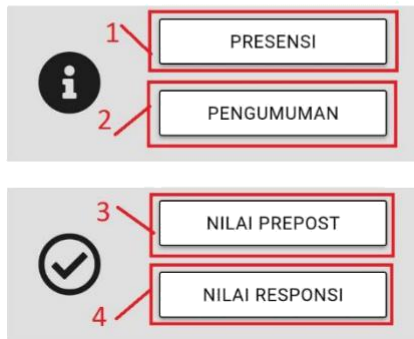 1
PRESENSI
2
PENGUMUMAN
3
NILAI PREPOST
4
NILAI RESPONSI